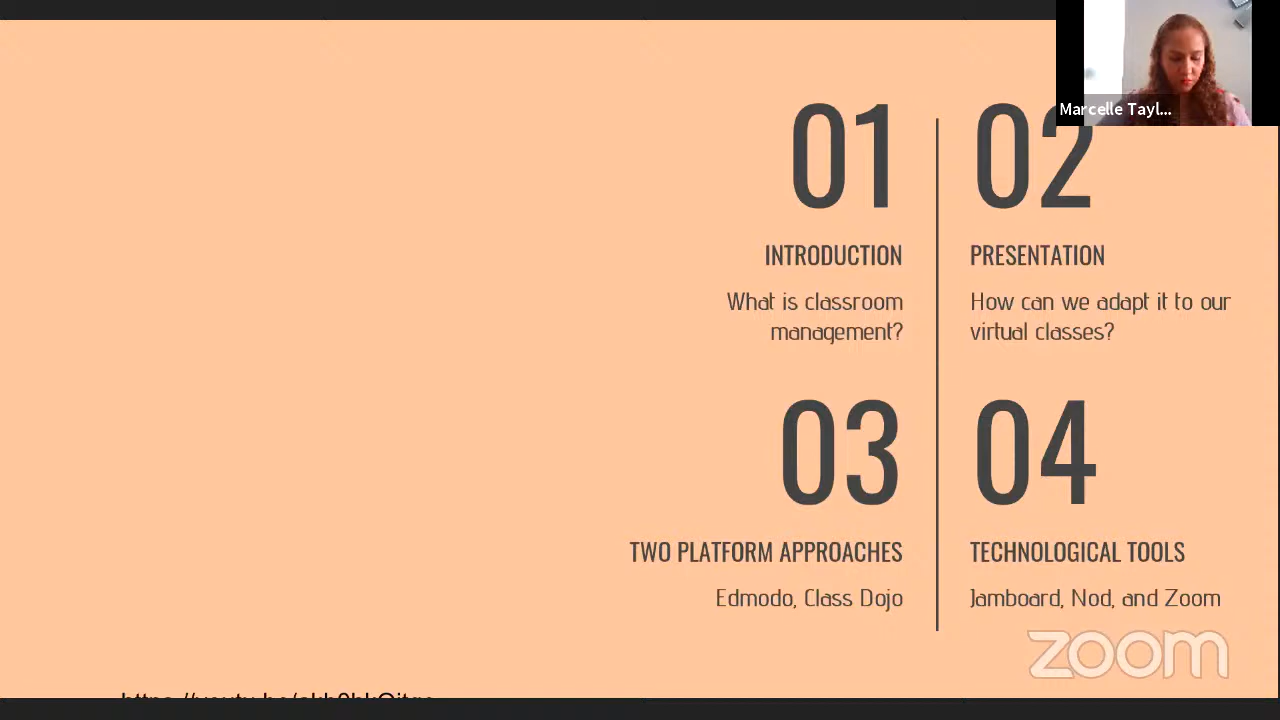 Marcelle Tayl...
01
INTRODUCTION
What is classroom
management?
02
PRESENTATION
How can we adapt it to our
virtual classes?
03
TWO PLATFORM APPROACHES
Edmodo, Class Dojo
04
TECHNOLOGICAL TOOLS
Jamboard, Nod, and Zoom
zoom